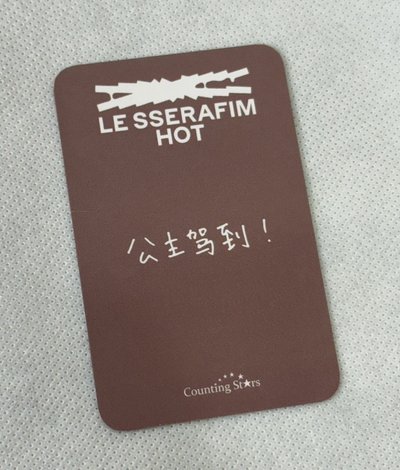 LE SSERAFIM
HOT
公主驾到！
Counting Stars